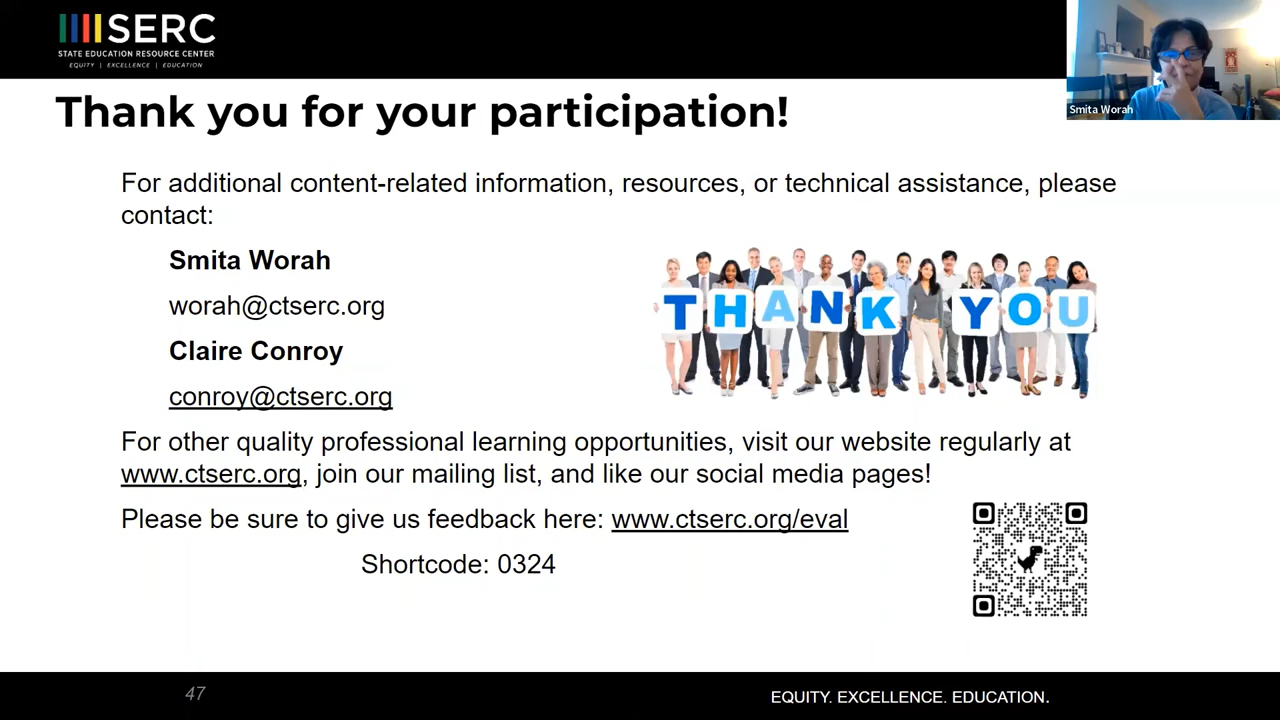 SERC
STATE EDUCATION RESOURCE CENTER
EQUITY | EXCELLENCE | EDUCATION
Smita Worah
Thank you for your participation!
For additional content-related information, resources, or technical assistance, please
contact:
Smita Worah
worah@ctserc.org
Claire Conroy
conroy@ctserc.org
THANK YOU
For other quality professional learning opportunities, visit our website regularly at
www.ctserc.org, join our mailing list, and like our social media pages!
Please be sure to give us feedback here: www.ctserc.org/eval
Shortcode: 0324
47
EQUITY. EXCELLENCE. EDUCATION.